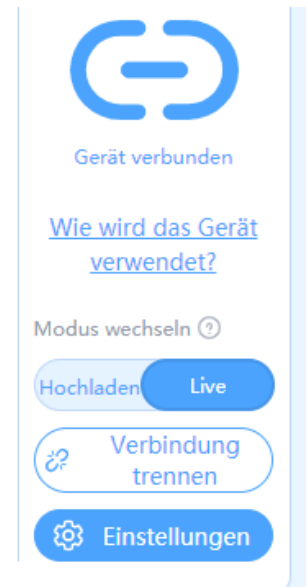 Gerät verbunden
Wie wird das Gerät
verwendet?
Modus wechseln ?
Hochladen Live
Verbindung
trennen
Einstellungen